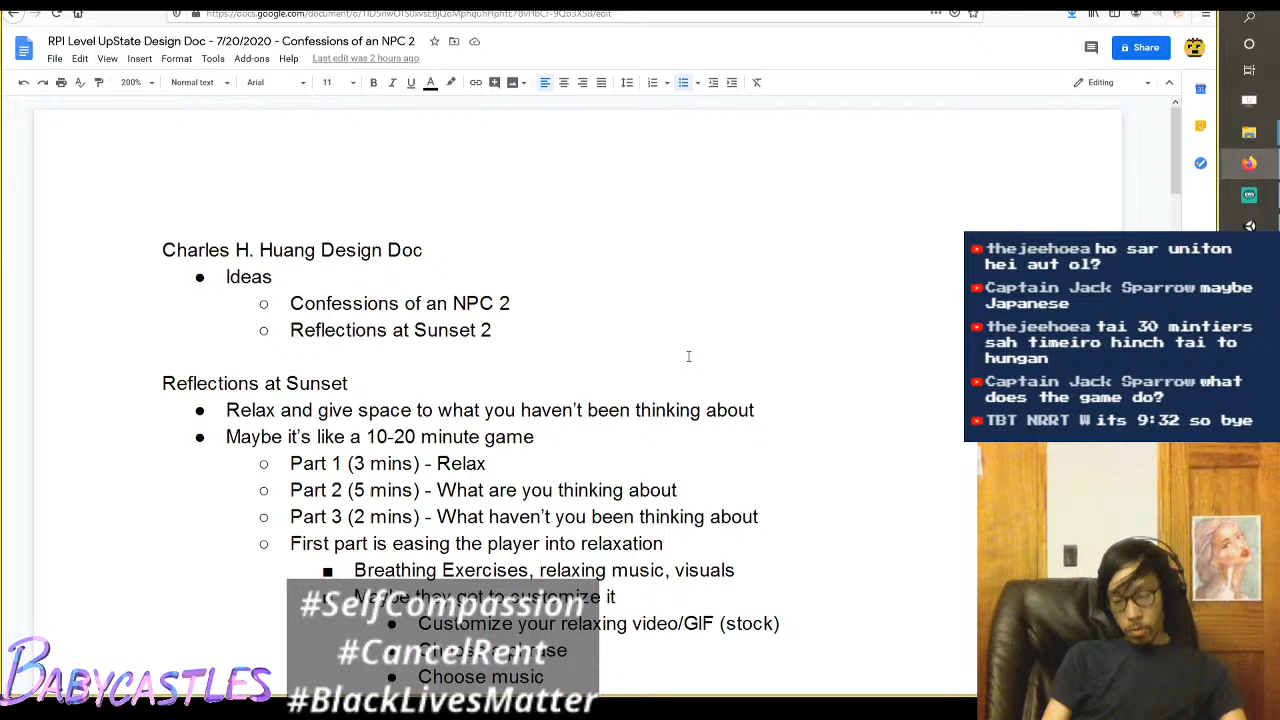 RPI Level UpState Design Doc - 7/20/2020 - Confessions of an NPC 2
File Edit View Insert Format Tools Add-ons Help Last edit was 2 hours ago
Share
200% Normal text Arial 11 Editing
Charles H. Huang Design Doc
Ideas
Confessions of an NPC 2
Reflections at Sunset 2
Reflections at Sunset
Relax and give space to what you haven't been thinking about
Maybe it's like a 10-20 minute game
Part 1 (3 mins) - Relax
Part 2 (5 mins) - What are you thinking about
Part 3 (2 mins) - What haven't you been thinking about
First part is easing the player into relaxation
Breathing Exercises, relaxing music, visuals
Maybe they get to customize it
Customize your relaxing video/GIF (stock)
Choose music
thejeehoea ho sar uniton
hei aut ol?
Captain Jack Sparrow maybe
Japanese
thejeehoea tai 30 mintiers
sah timeiro hinch tai to
hungan
Captain Jack Sparrow what
does the game do?
TBT NRRT W its 9:32 so bye
#SelfCompassion
#CancelRent
#BlackLivesMatter
BABYCASTLES